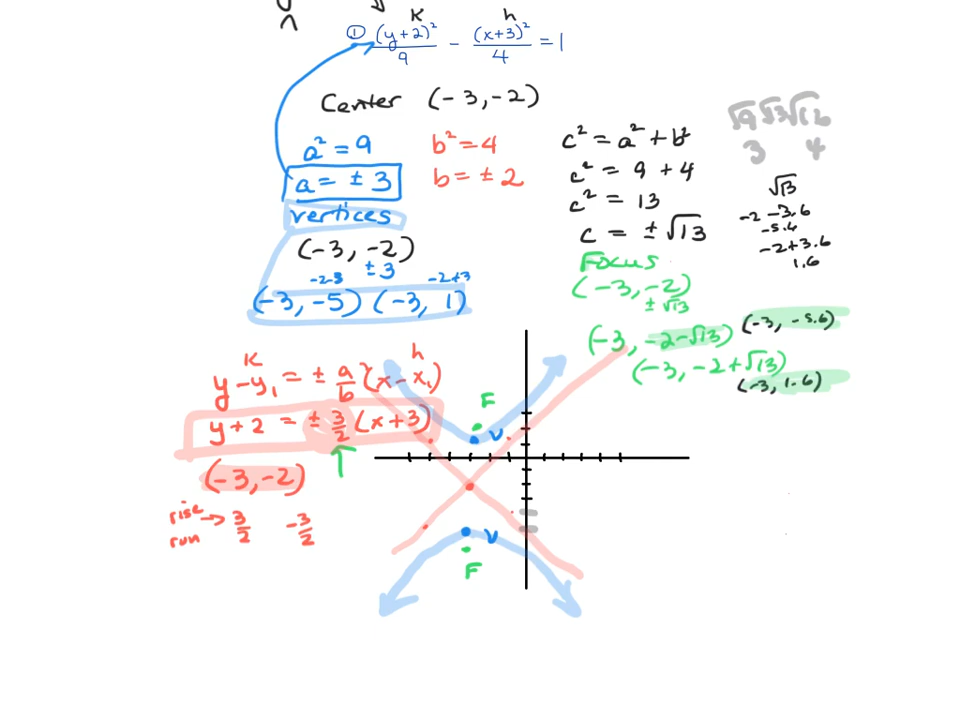 K h
① (y+2)²/9 - (x+3)²/4 = 1
Center (-3, -2)
a² = 9
a = ± 3
b² = 4
b = ± 2
vertices
(-3, -2)
± 3
-2-3 -2+3
(-3, -5) (-3, 1)
c² = a² + b²
c² = 9 + 4
c² = 13
c = ± √13
Focus
(-3, -2)
± √13
(-3, -2-√13)
(-3, -5.6)
(-3, -2+√13)
(-3, 1.6)
3 4
√13
-2 -3.6
-5.6
-2+3.6
1.6
K h
y - y₁ = ± a/b (x - x₁)
y + 2 = ± 3/2 (x + 3)
(-3, -2)
rise → 3/2 -3/2
run
F
V
V
F